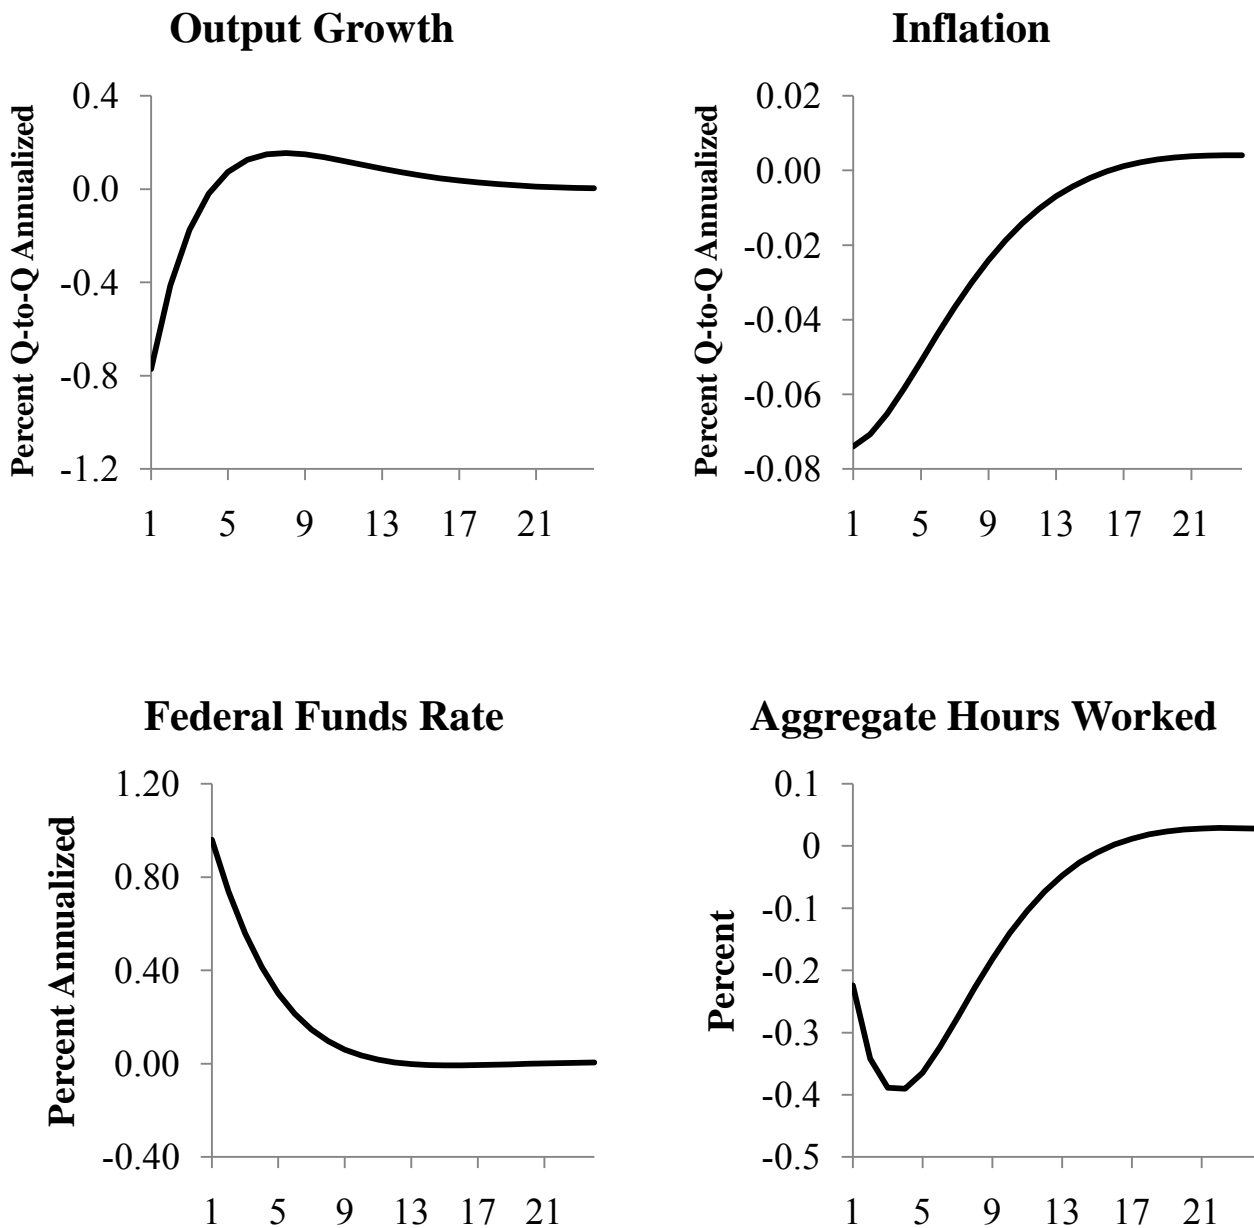 Output Growth
Percent Q-to-Q Annualized
0.4
0.0
-0.4
-0.8
-1.2
1 5 9 13 17 21
Inflation
Percent Q-to-Q Annualized
0.02
0.00
-0.02
-0.04
-0.06
-0.08
1 5 9 13 17 21
Federal Funds Rate
Percent Annualized
1.20
0.80
0.40
0.00
-0.40
1 5 9 13 17 21
Aggregate Hours Worked
Percent
0.1
0
-0.1
-0.2
-0.3
-0.4
-0.5
1 5 9 13 17 21